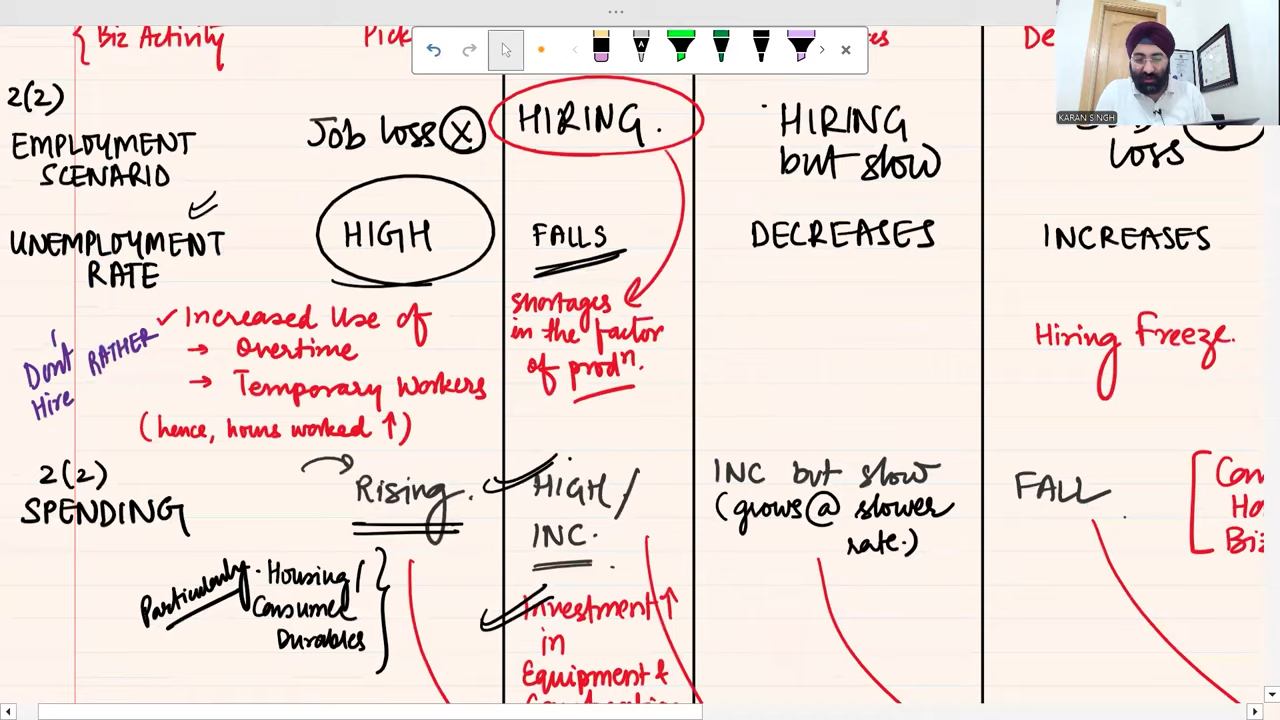 { Biz Activity
2(2)
EMPLOYMENT
SCENARIO
Job loss X
HIRING.
HIRING
but slow
loss
KARAN SINGH
UNEMPLOYMENT
RATE
HIGH
FALLS
DECREASES
INCREASES
Don't
Hire
RATHER
✓ Increased Use of
→ Overtime
→ Temporary Workers
(hence, hours worked ↑)
shortages
in the factor
of prodⁿ.
Hiring Freeze.
2(2)
SPENDING
Rising.
HIGH/
INC.
INC but slow
(grows @ slower
rate.)
FALL
Particularly
Housing/
Consumer
Durables
Investment ↑
in
Equipment &